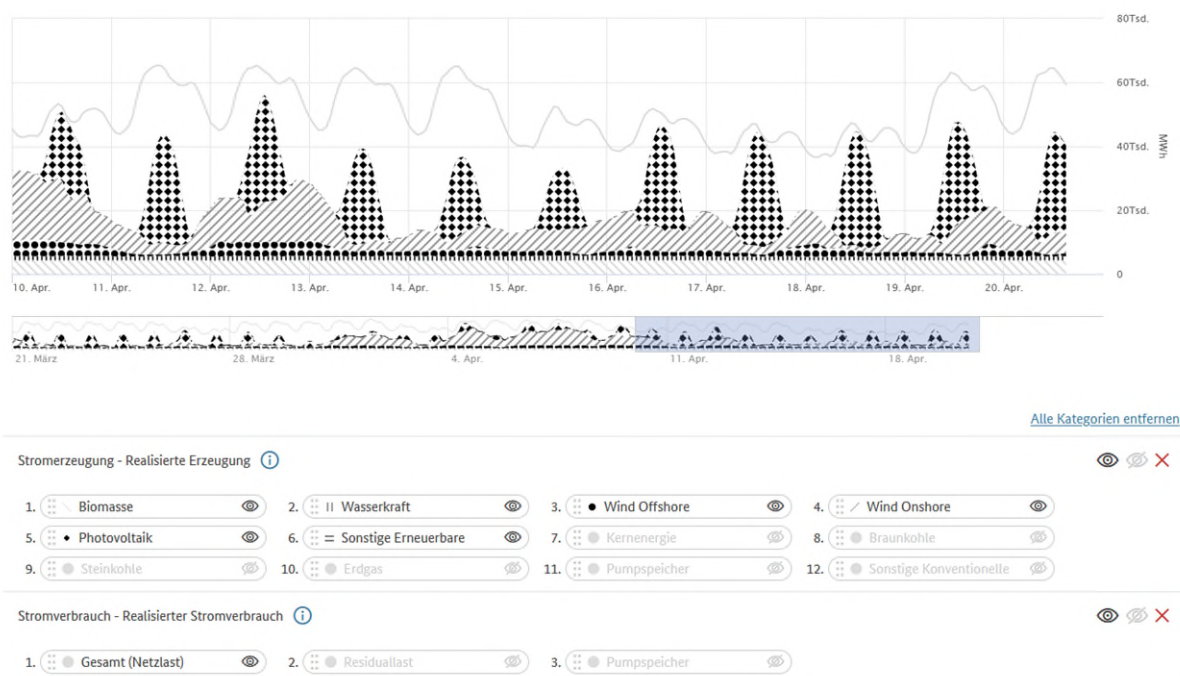 80Tsd.
60Tsd.
40Tsd.
20Tsd.
0
MWh
10. Apr. 11. Apr. 12. Apr. 13. Apr. 14. Apr. 15. Apr. 16. Apr. 17. Apr. 18. Apr. 19. Apr. 20. Apr.
21. März 28. März 4. Apr. 11. Apr. 18. Apr.
Alle Kategorien entfernen
Stromerzeugung - Realisierte Erzeugung
1. Biomasse 2. Wasserkraft 3. Wind Offshore 4. Wind Onshore
5. Photovoltaik 6. Sonstige Erneuerbare 7. Kernenergie 8. Braunkohle
9. Steinkohle 10. Erdgas 11. Pumpspeicher 12. Sonstige Konventionelle
Stromverbrauch - Realisierter Stromverbrauch
1. Gesamt (Netzlast) 2. Residuallast 3. Pumpspeicher